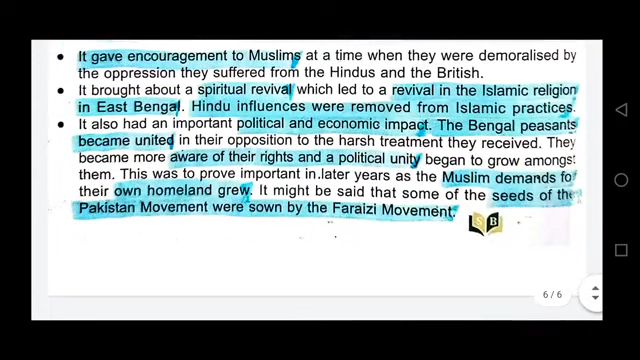 • It gave encouragement to Muslims at a time when they were demoralised by
the oppression they suffered from the Hindus and the British.
• It brought about a spiritual revival which led to a revival in the Islamic religion
in East Bengal. Hindu influences were removed from Islamic practices.
• It also had an important political and economic impact. The Bengal peasants
became united in their opposition to the harsh treatment they received. They
became more aware of their rights and a political unity began to grow amongst
them. This was to prove important in later years as the Muslim demands for
their own homeland grew. It might be said that some of the seeds of the
Pakistan Movement were sown by the Faraizi Movement.
S B
6 / 6